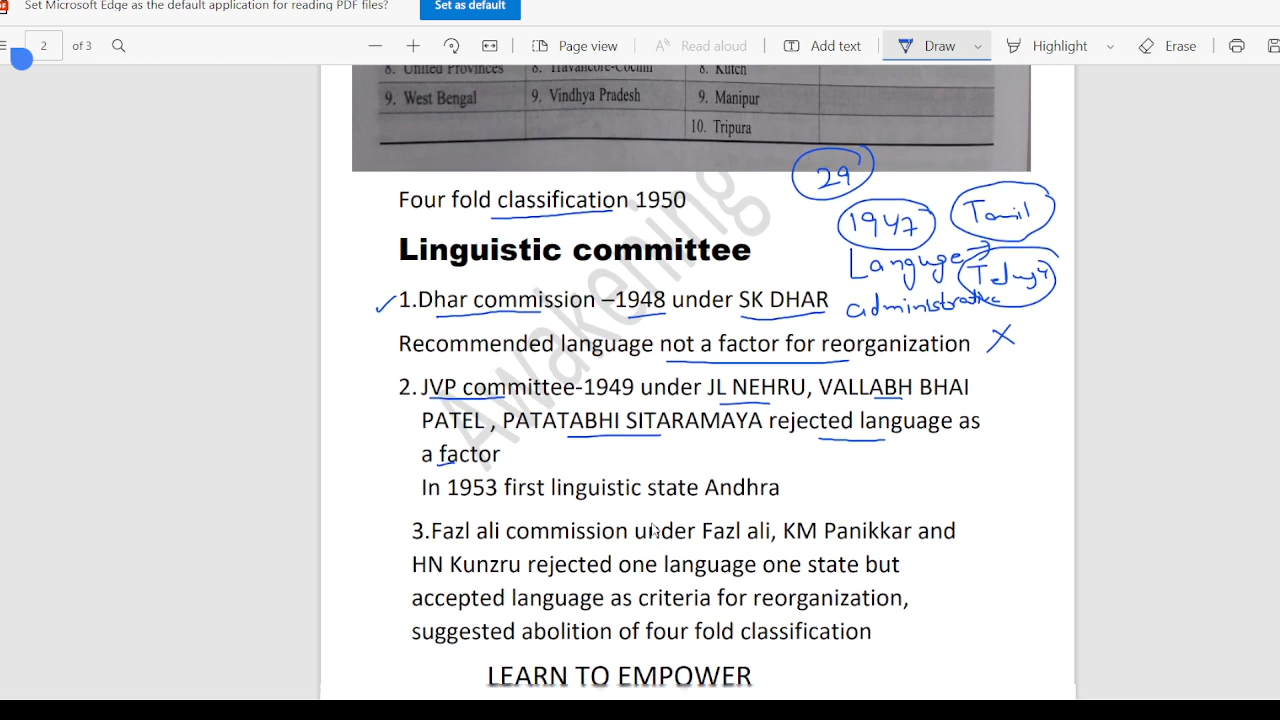 Set Microsoft Edge as the default application for reading PDF files?
Set as default
2 of 3
Page view
Read aloud
Add text
Draw
Highlight
Erase
8. United Provinces 8. Travancore-Cochin 8. Kutch
9. West Bengal 9. Vindhya Pradesh 9. Manipur
10. Tripura
29
Four fold classification 1950
1947 Tamil
Linguistic committee
Language → Telugu
1.Dhar commission –1948 under SK DHAR
administrative
Recommended language not a factor for reorganization X
2. JVP committee-1949 under JL NEHRU, VALLABH BHAI
PATEL , PATATABHI SITARAMAYA rejected language as
a factor
In 1953 first linguistic state Andhra
3.Fazl ali commission under Fazl ali, KM Panikkar and
HN Kunzru rejected one language one state but
accepted language as criteria for reorganization,
suggested abolition of four fold classification
LEARN TO EMPOWER
Awakening